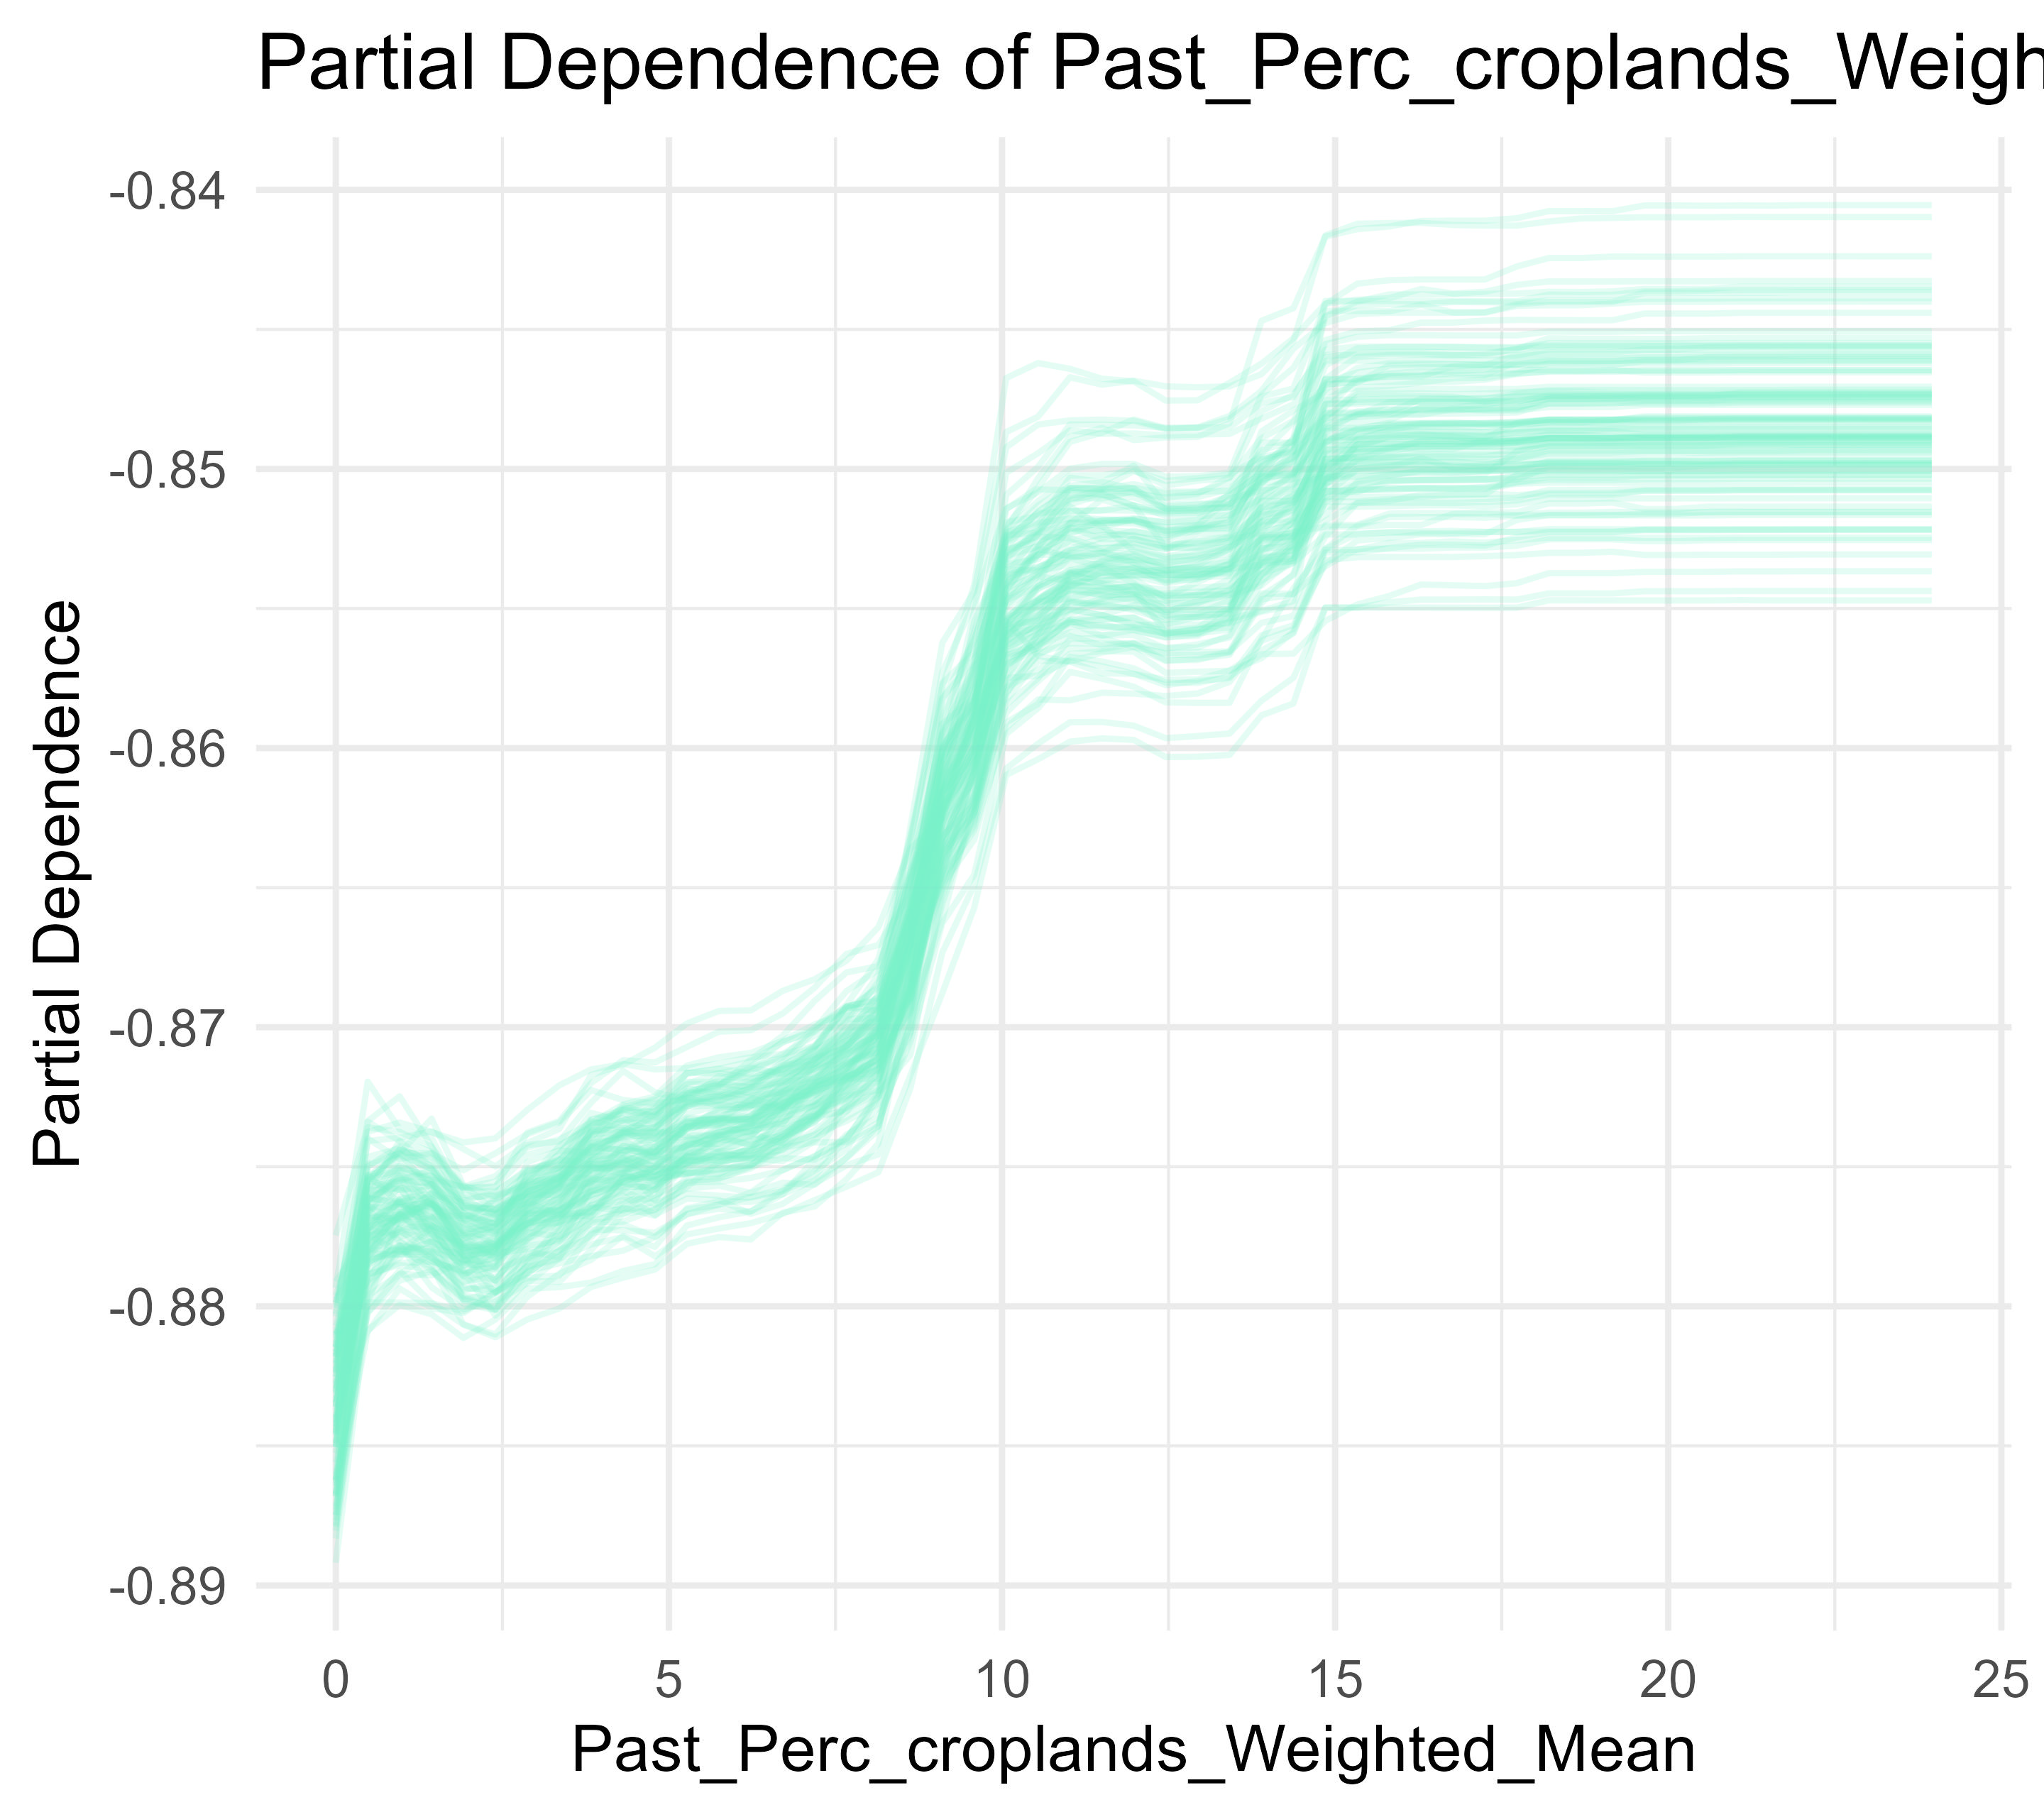 Partial Dependence of Past_Perc_croplands_Weigh
-0.84
-0.85
-0.86
-0.87
-0.88
-0.89
Partial Dependence
0 5 10 15 20 25
Past_Perc_croplands_Weighted_Mean